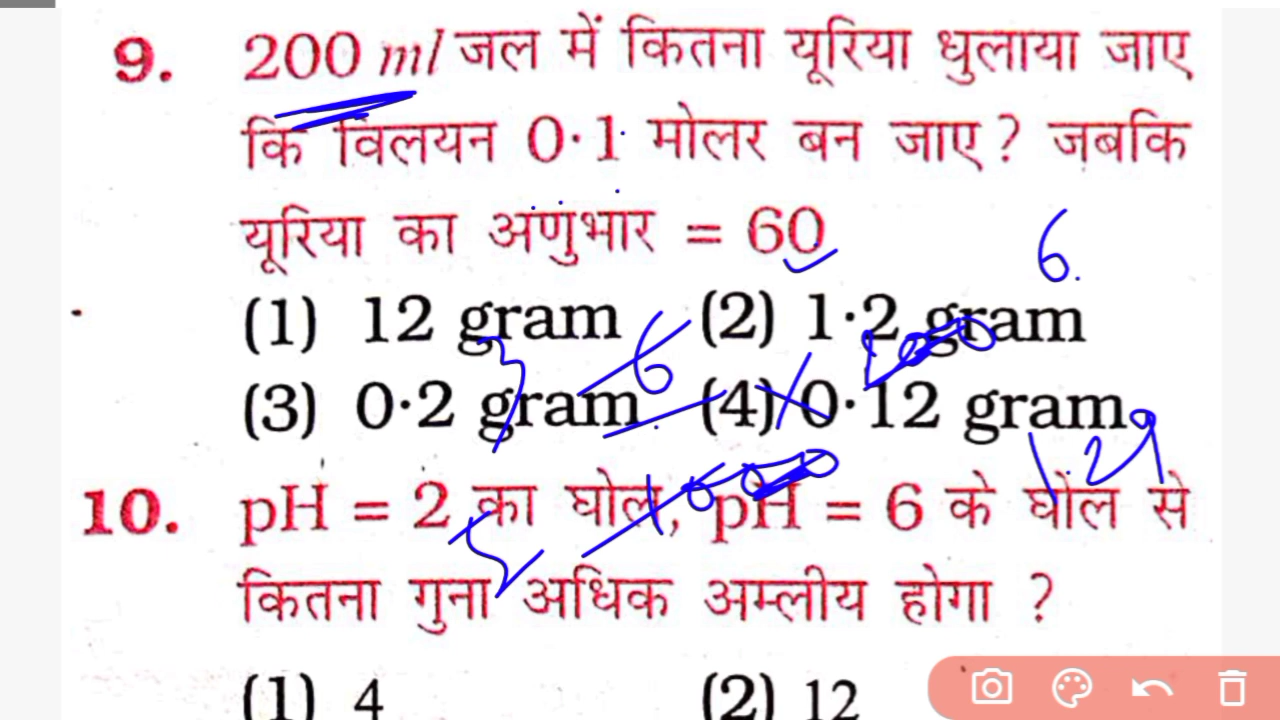 9. 200 ml जल में कितना यूरिया धुलाया जाए
कि विलयन 0·1 मोलर बन जाए? जबकि
यूरिया का अणुभार = 60
6.
(1) 12 gram (2) 1·2 gram
6
(3) 0·2 gram (4) 0·12 gram
10. pH = 2 का घोल, pH = 6 के घोल से
कितना गुना अधिक अम्लीय होगा ?
(1) 4 (2) 12